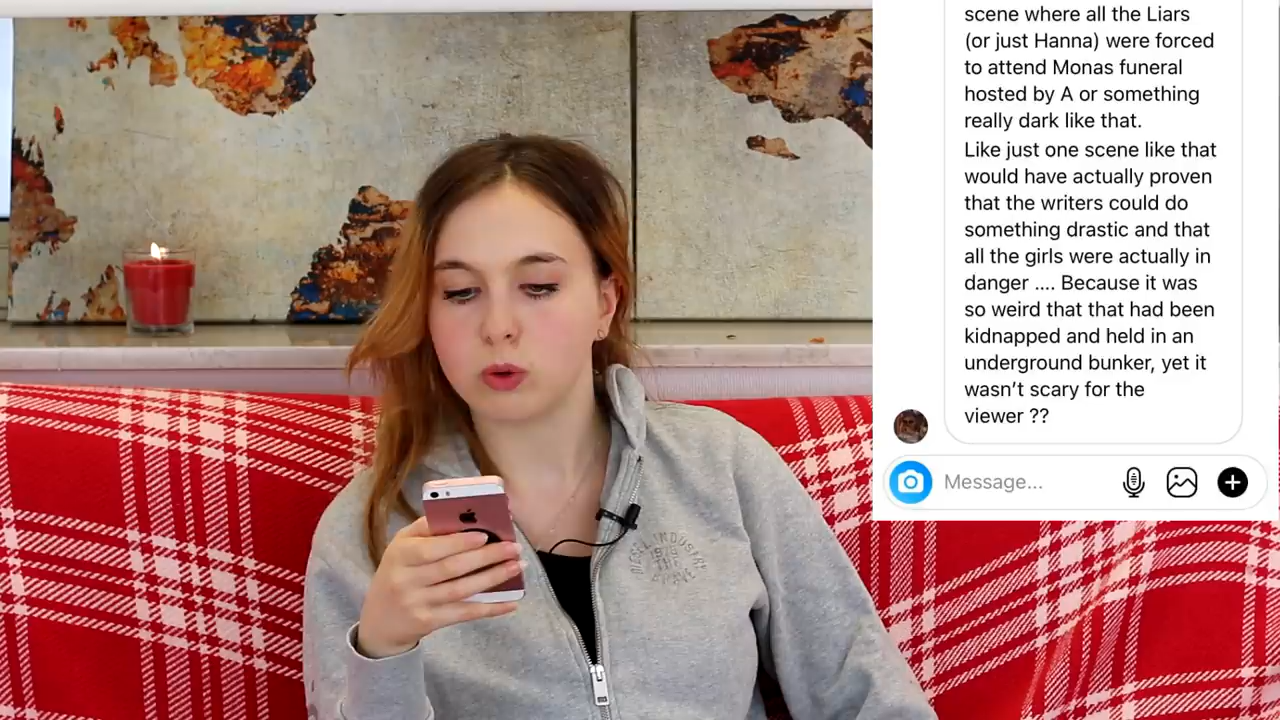 scene where all the Liars
(or just Hanna) were forced
to attend Monas funeral
hosted by A or something
really dark like that.
Like just one scene like that
would have actually proven
that the writers could do
something drastic and that
all the girls were actually in
danger .... Because it was
so weird that that had been
kidnapped and held in an
underground bunker, yet it
wasn’t scary for the
viewer ??
Message...
DIESEL INDUSTRY